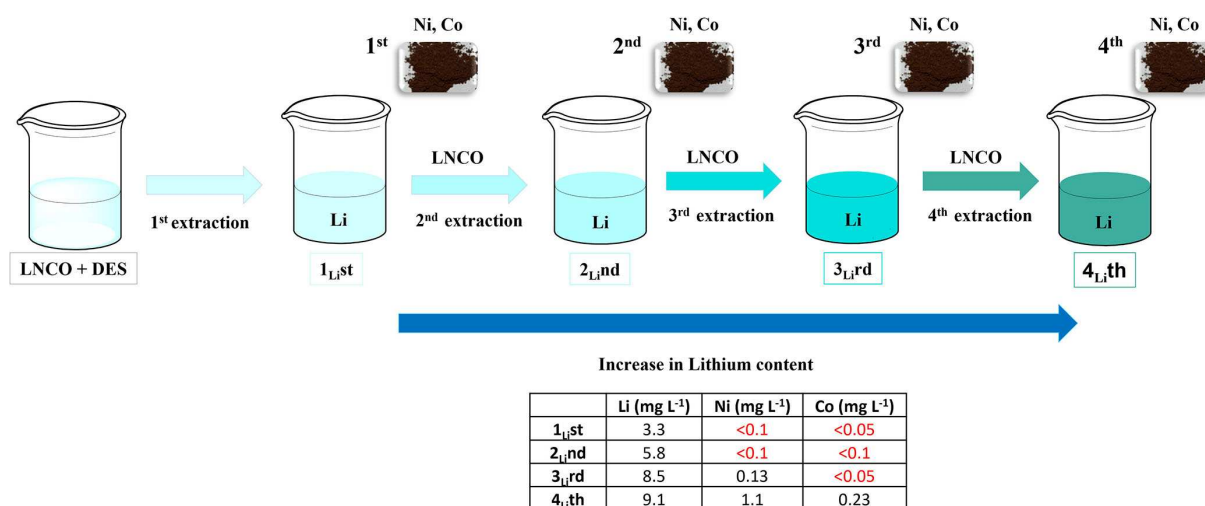 Ni, Co
Ni, Co
Ni, Co
Ni, Co
1st
2nd
3rd
4th
LNCO
LNCO
LNCO
1st extraction
2nd extraction
3rd extraction
4th extraction
Li
Li
Li
Li
LNCO + DES
1List
2Lind
3Lird
4Lith
Increase in Lithium content
Li (mg L-1) Ni (mg L-1) Co (mg L-1)
1List 3.3 <0.1 <0.05
2Lind 5.8 <0.1 <0.1
3Lird 8.5 0.13 <0.05
4Lith 9.1 1.1 0.23